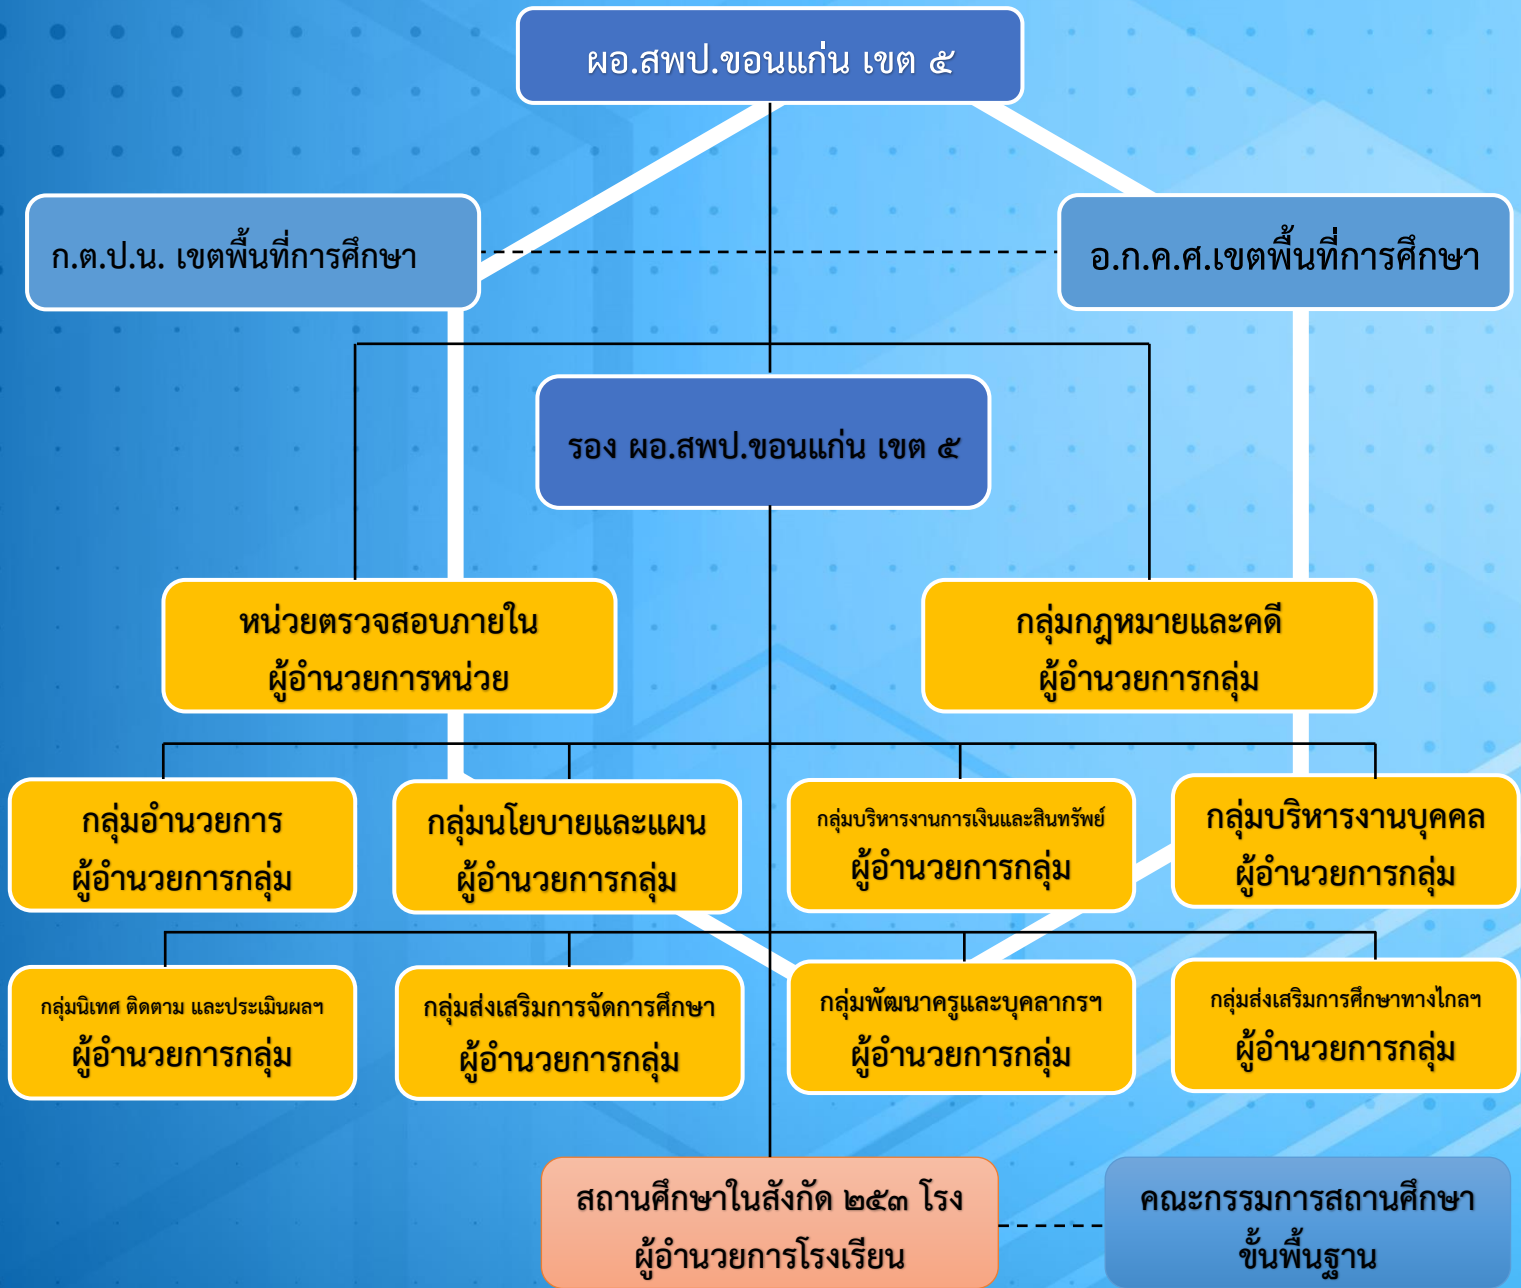 ผอ.สพป.ขอนแก่น เขต ๕
ก.ต.ป.น. เขตพื้นที่การศึกษา
อ.ก.ค.ศ.เขตพื้นที่การศึกษา
รอง ผอ.สพป.ขอนแก่น เขต ๕
หน่วยตรวจสอบภายใน
ผู้อำนวยการหน่วย
กลุ่มกฎหมายและคดี
ผู้อำนวยการกลุ่ม
กลุ่มอำนวยการ
ผู้อำนวยการกลุ่ม
กลุ่มนโยบายและแผน
ผู้อำนวยการกลุ่ม
กลุ่มบริหารงานการเงินและสินทรัพย์
ผู้อำนวยการกลุ่ม
กลุ่มบริหารงานบุคคล
ผู้อำนวยการกลุ่ม
กลุ่มนิเทศ ติดตาม และประเมินผลฯ
ผู้อำนวยการกลุ่ม
กลุ่มส่งเสริมการจัดการศึกษา
ผู้อำนวยการกลุ่ม
กลุ่มพัฒนาครูและบุคลากรฯ
ผู้อำนวยการกลุ่ม
กลุ่มส่งเสริมการศึกษาทางไกลฯ
ผู้อำนวยการกลุ่ม
สถานศึกษาในสังกัด ๒๕๓ โรง
ผู้อำนวยการโรงเรียน
คณะกรรมการสถานศึกษา
ขั้นพื้นฐาน